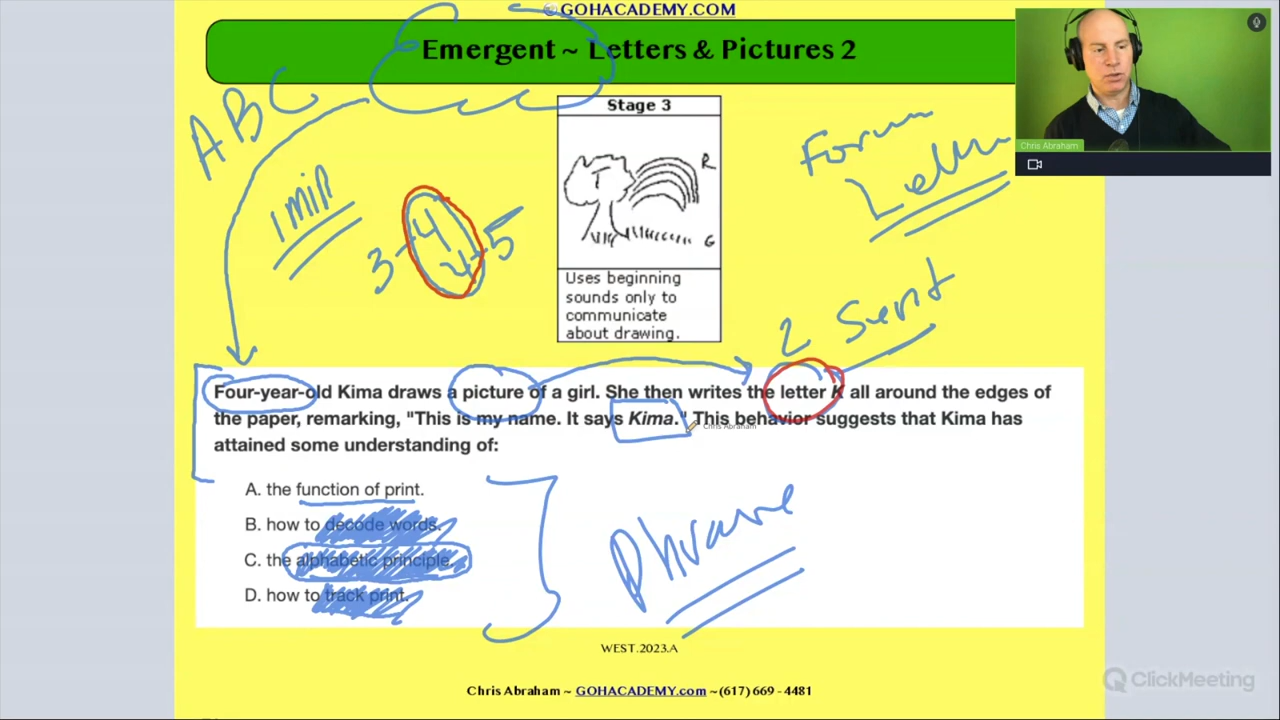 GOHACADEMY.COM
Emergent ~ Letters & Pictures 2
Chris Abraham
ABC
1 min
3-4
4-5
Stage 3
T
R
G
Uses beginning
sounds only to
communicate
about drawing.
Form
Letter
2 Sent
Four-year-old Kima draws a picture of a girl. She then writes the letter K all around the edges of
the paper, remarking, "This is my name. It says Kima." This behavior suggests that Kima has
Chris Abraham
attained some understanding of:
A. the function of print.
B. how to decode words.
C. the alphabetic principle.
D. how to track print.
Phrase
WEST.2023.A
Chris Abraham ~ GOHACADEMY.com ~(617) 669 - 4481
ClickMeeting